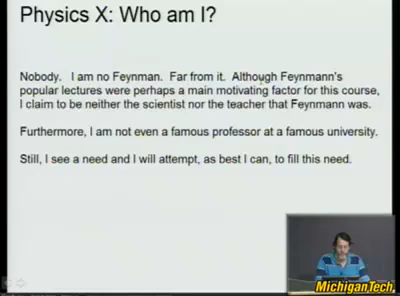 Physics X: Who am I?
Nobody. I am no Feynman. Far from it. Although Feynmann's
popular lectures were perhaps a main motivating factor for this course,
I claim to be neither the scientist nor the teacher that Feynmann was.
Furthermore, I am not even a famous professor at a famous university.
Still, I see a need and I will attempt, as best I can, to fill this need.
MichiganTech